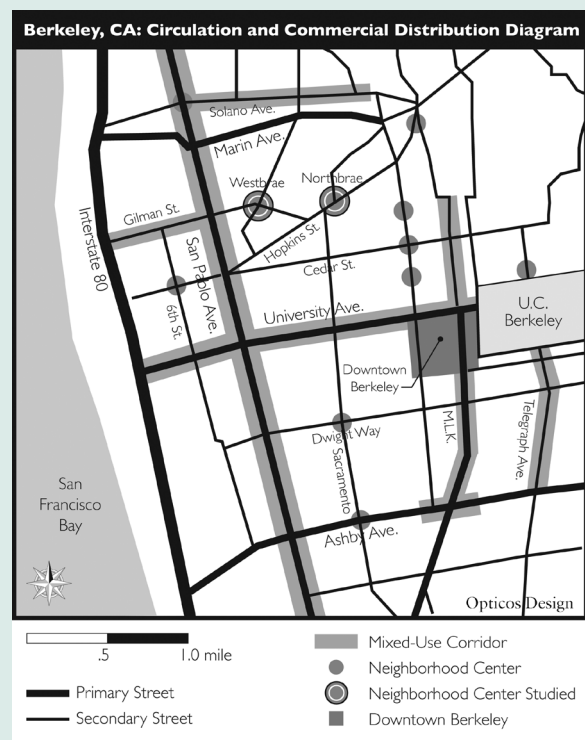 Berkeley, CA: Circulation and Commercial Distribution Diagram
Solano Ave.
Marin Ave.
Westbrae
Northbrae
Gilman St.
Hopkins St.
Interstate 80
San Pablo Ave.
Cedar St.
6th St.
University Ave.
U.C.
Berkeley
Downtown
Berkeley
M.L.K.
Telegraph Ave.
Dwight Way
Sacramento
San
Francisco
Bay
Ashby Ave.
Opticos Design
.5
1.0 mile
Primary Street
Secondary Street
Mixed-Use Corridor
Neighborhood Center
Neighborhood Center Studied
Downtown Berkeley